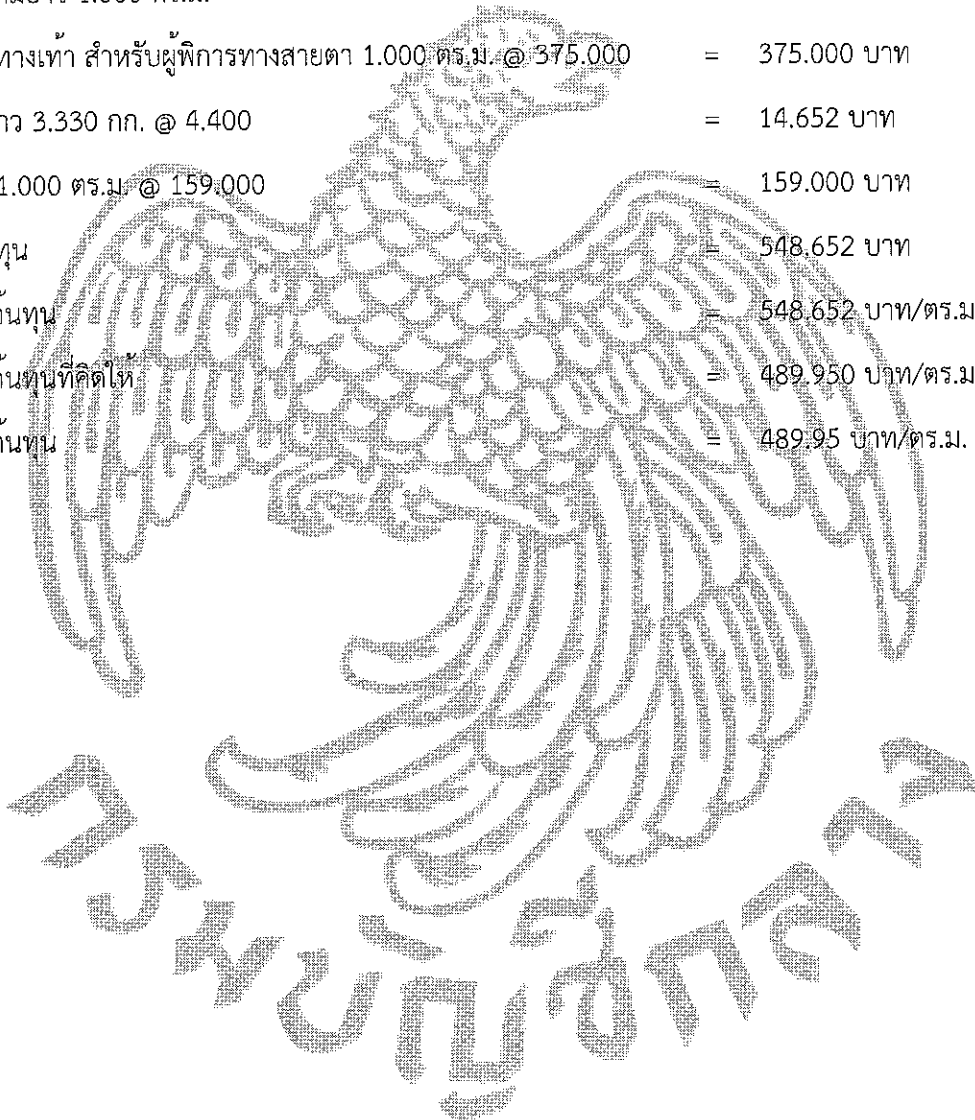 ทางเท้า สำหรับผู้พิการทางสายตา 1.000 ตร.ม. @ 375.000 = 375.000 บาท
าว 3.330 กก. @ 4.400 = 14.652 บาท
1.000 ตร.ม. @ 159.000 = 159.000 บาท
ทุน = 548.652 บาท
้นทุน = 548.652 บาท/ตร.ม
้นทุนที่คิดให้ = 489.950 บาท/ตร.ม
้นทุน = 489.95 บาท/ตร.ม.
กรมบัญชีกลาง